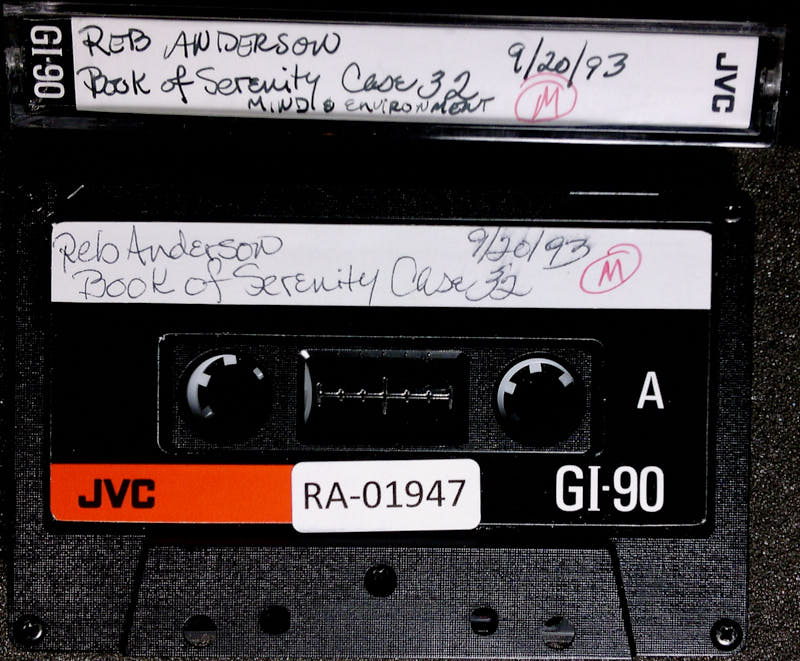 GI-90
REB ANDERSON 9/20/93
BOOK of SERENITY CASE 32 M
MIND & ENVIRONMENT
JVC
Reb Anderson 9/20/93
Book of Serenity Case 32 M
A
JVC
RA-01947
GI-90